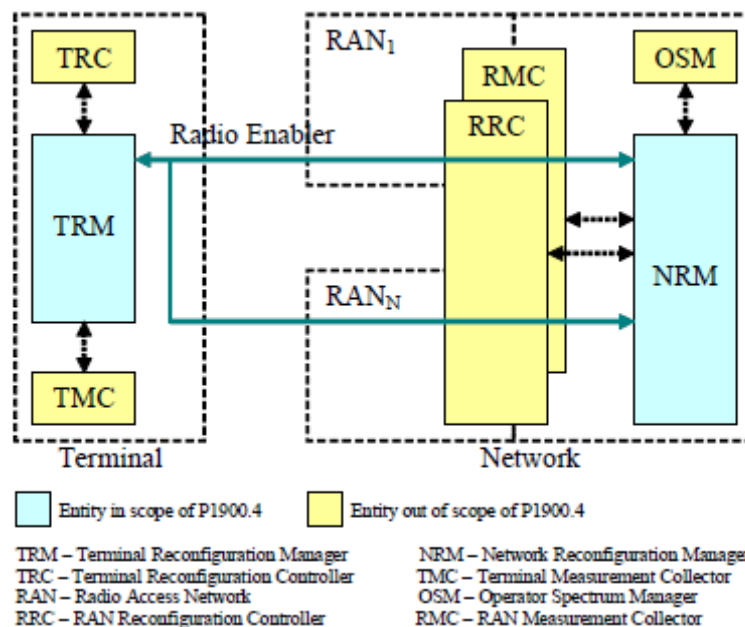 TRC
RAN1
RMC
OSM
RRC
Radio Enabler
TRM
NRM
RANN
TMC
Terminal
Network
Entity in scope of P1900.4
Entity out of scope of P1900.4
TRM – Terminal Reconfiguration Manager
NRM – Network Reconfiguration Manager
TRC – Terminal Reconfiguration Controller
TMC – Terminal Measurement Collector
RAN – Radio Access Network
OSM – Operator Spectrum Manager
RRC – RAN Reconfiguration Controller
RMC – RAN Measurement Collector